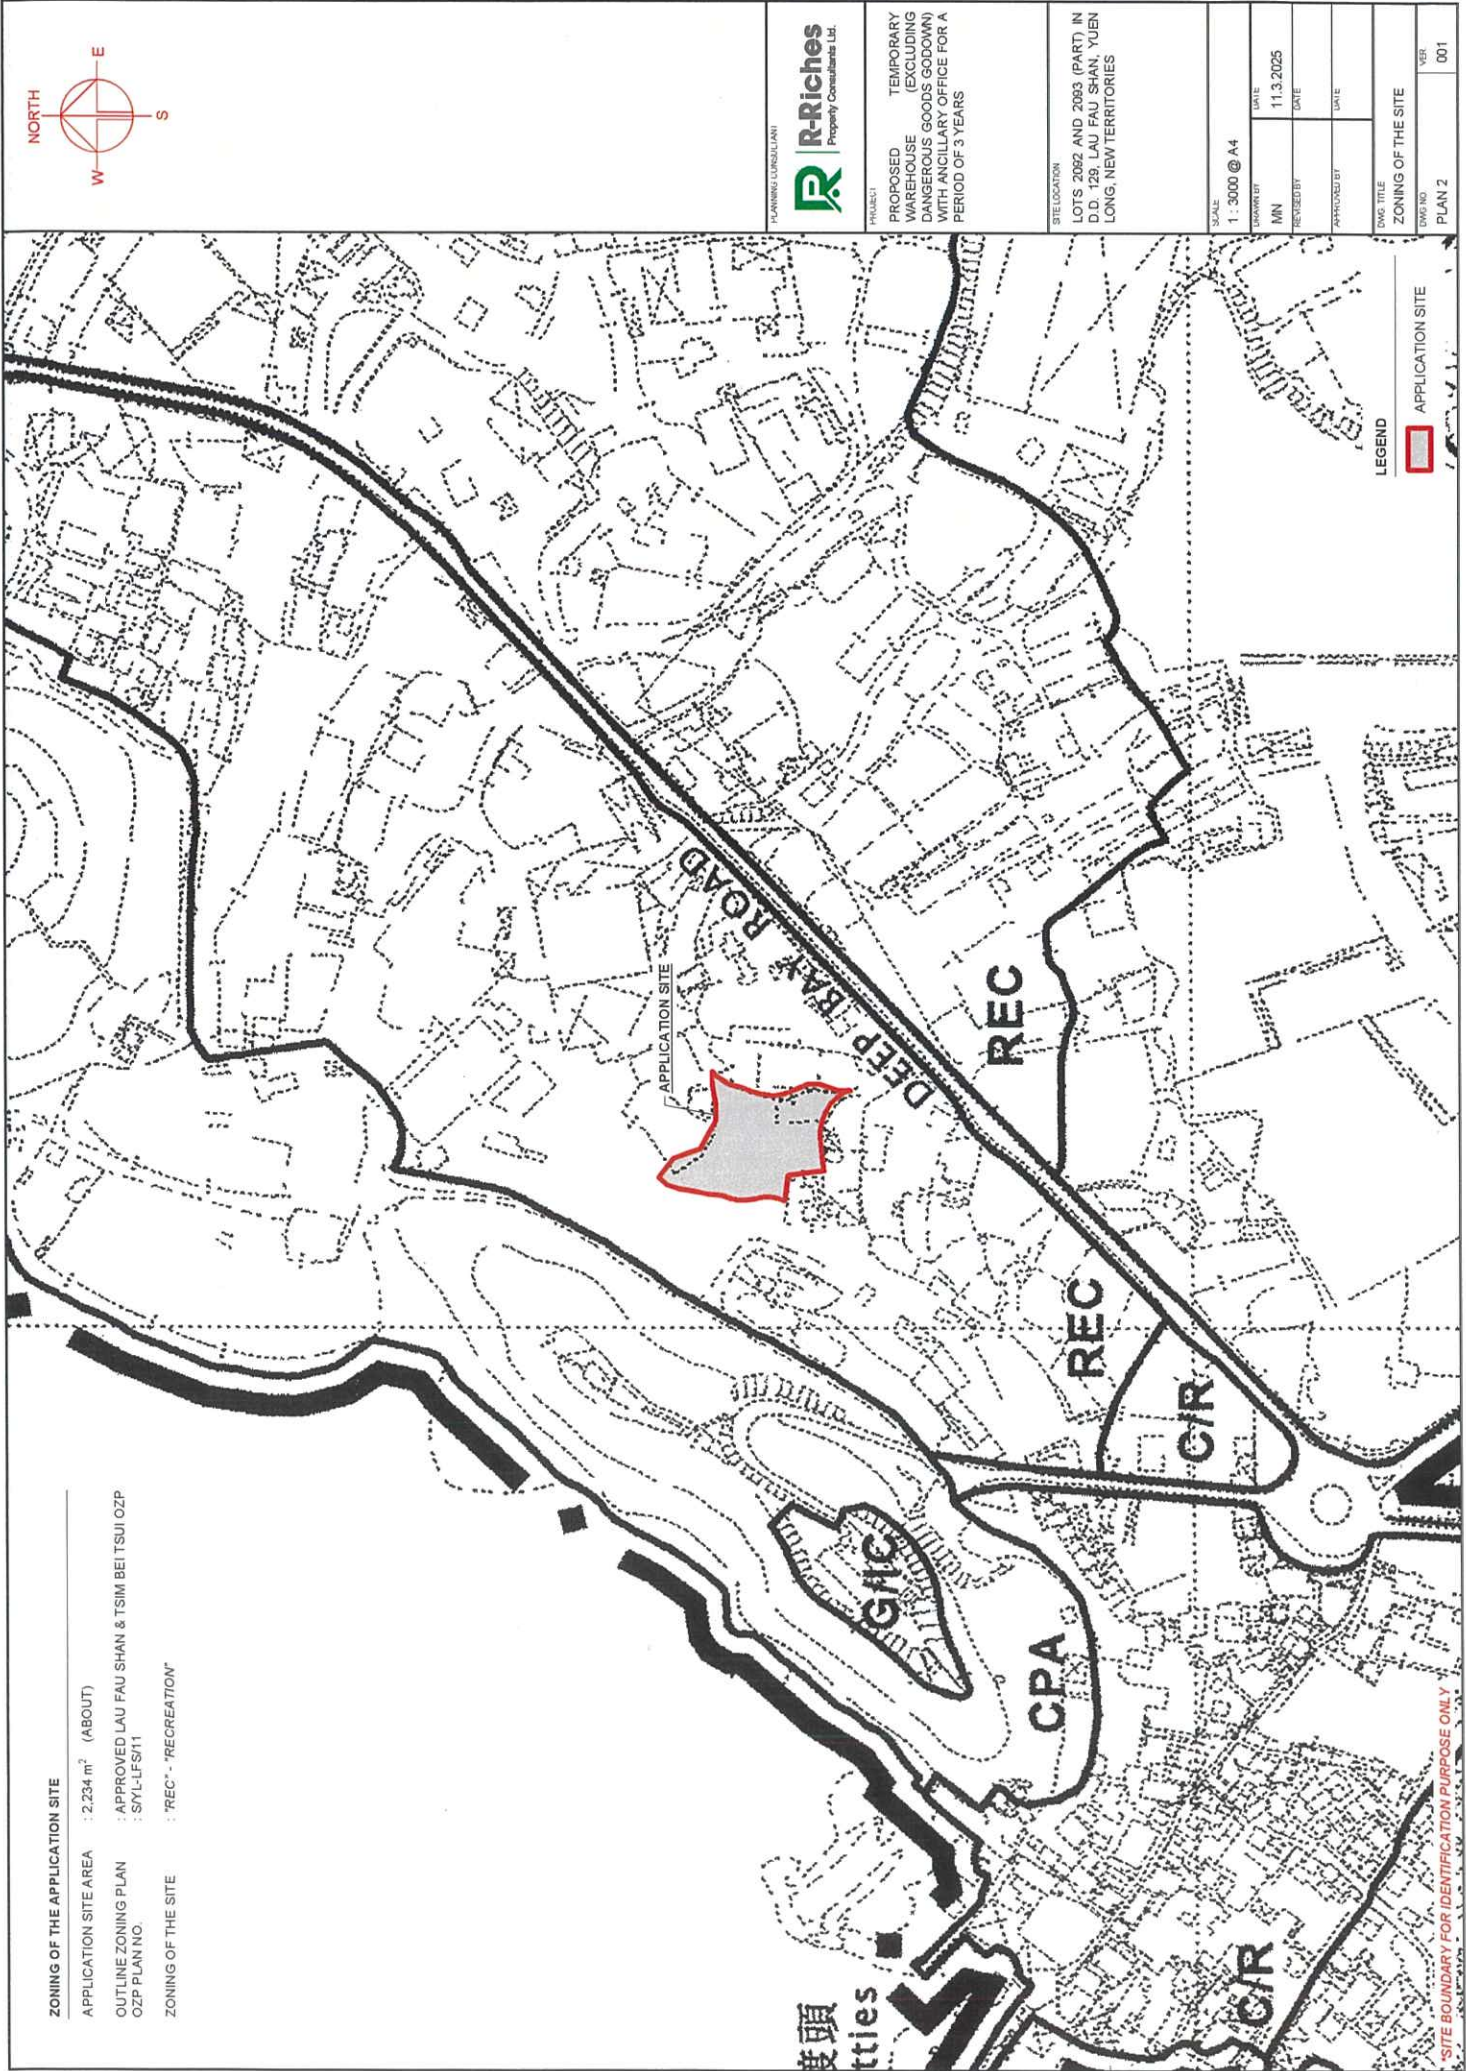 ZONING OF THE APPLICATION SITE
APPLICATION SITE AREA : 2,234 m² (ABOUT)
OUTLINE ZONING PLAN : APPROVED LAU FAU SHAN & TSIM BEI TSUI OZP
OZP PLAN NO. : S/YL-LFS/11
ZONING OF THE SITE : "REC" - "RECREATION"
NORTH
W
E
S
APPLICATION SITE
DEEP BAY ROAD
REC
REC
C/R
G/IC
CPA
C/R
渡頭
tties
LEGEND
APPLICATION SITE
*SITE BOUNDARY FOR IDENTIFICATION PURPOSE ONLY
PLANNING CONSULTANT
R-Riches
Property Consultants Ltd.
PROJECT
PROPOSED TEMPORARY
WAREHOUSE (EXCLUDING
DANGEROUS GOODS GODOWN)
WITH ANCILLARY OFFICE FOR A
PERIOD OF 3 YEARS
SITE LOCATION
LOTS 2092 AND 2093 (PART) IN
D.D. 129, LAU FAU SHAN, YUEN
LONG, NEW TERRITORIES
SCALE
1 : 3000 @ A4
DRAWN BY
DATE
MN
11.3.2025
REVISED BY
DATE
APPROVED BY
DATE
DWG. TITLE
ZONING OF THE SITE
DWG NO.
VER.
PLAN 2
001